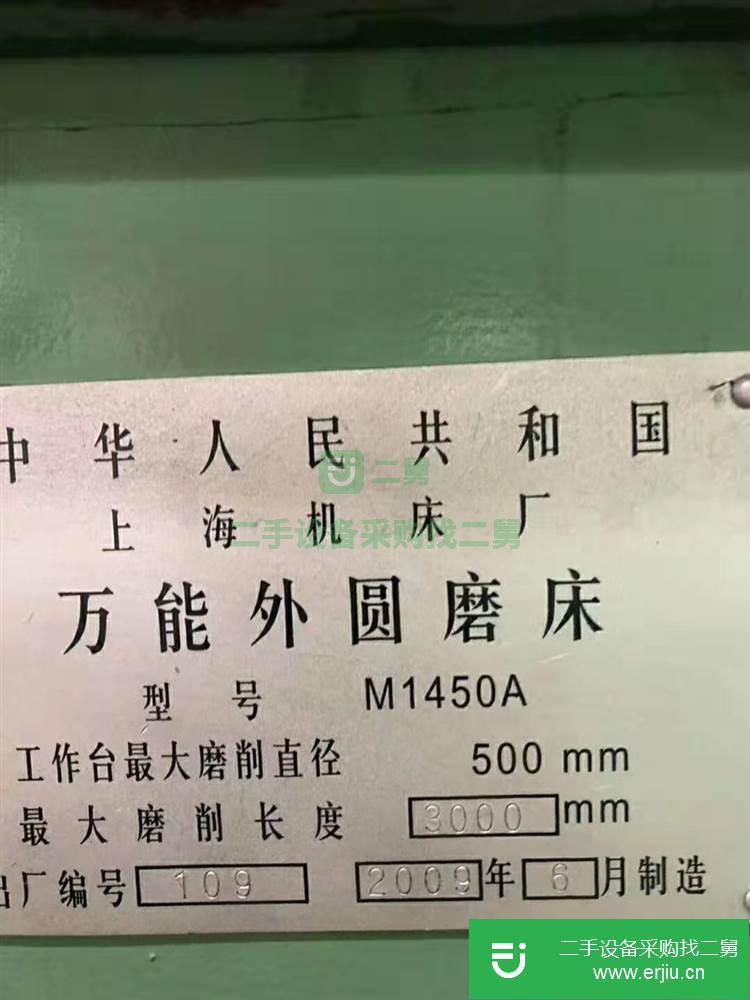 中华人民共和国
上海机床厂
二舅
二手设备采购找二舅
万能外圆磨床
型号 M1450A
工作台最大磨削直径 500 mm
最大磨削长度 3000 mm
出厂编号 109 2009年 6月制造
二手设备采购找二舅
www.erjiu.cn